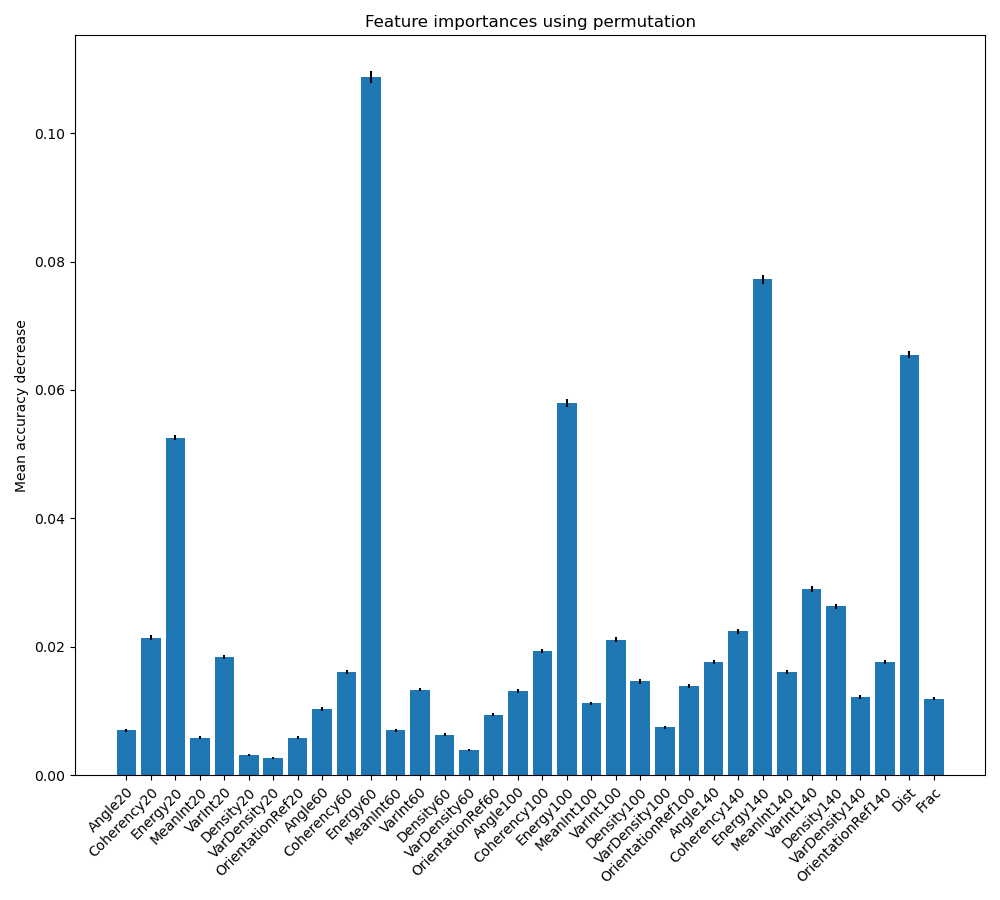 Feature importances using permutation
Mean accuracy decrease
0.10
0.08
0.06
0.04
0.02
0.00
Angle20
Coherency20
Energy20
MeanInt20
VarInt20
Density20
VarDensity20
OrientationRef20
Angle60
Coherency60
Energy60
MeanInt60
VarInt60
Density60
VarDensity60
OrientationRef60
Angle100
Coherency100
Energy100
MeanInt100
VarInt100
Density100
VarDensity100
OrientationRef100
Angle140
Coherency140
Energy140
MeanInt140
VarInt140
Density140
VarDensity140
OrientationRef140
Dist
Frac